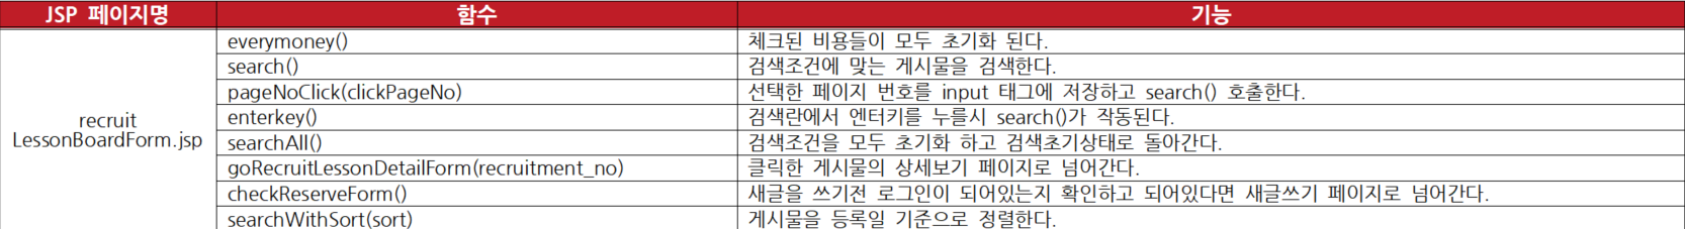 JSP 페이지명 함수 기능
recruit
LessonBoardForm.jsp
everymoney() 체크된 비용들이 모두 초기화 된다.
search() 검색조건에 맞는 게시물을 검색한다.
pageNoClick(clickPageNo) 선택한 페이지 번호를 input 태그에 저장하고 search() 호출한다.
enterkey() 검색란에서 엔터키를 누를시 search()가 작동된다.
searchAll() 검색조건을 모두 초기화 하고 검색초기상태로 돌아간다.
goRecruitLessonDetailForm(recruitment_no) 클릭한 게시물의 상세보기 페이지로 넘어간다.
checkReserveForm() 새글을 쓰기전 로그인이 되어있는지 확인하고 되어있다면 새글쓰기 페이지로 넘어간다.
searchWithSort(sort) 게시물을 등록일 기준으로 정렬한다.